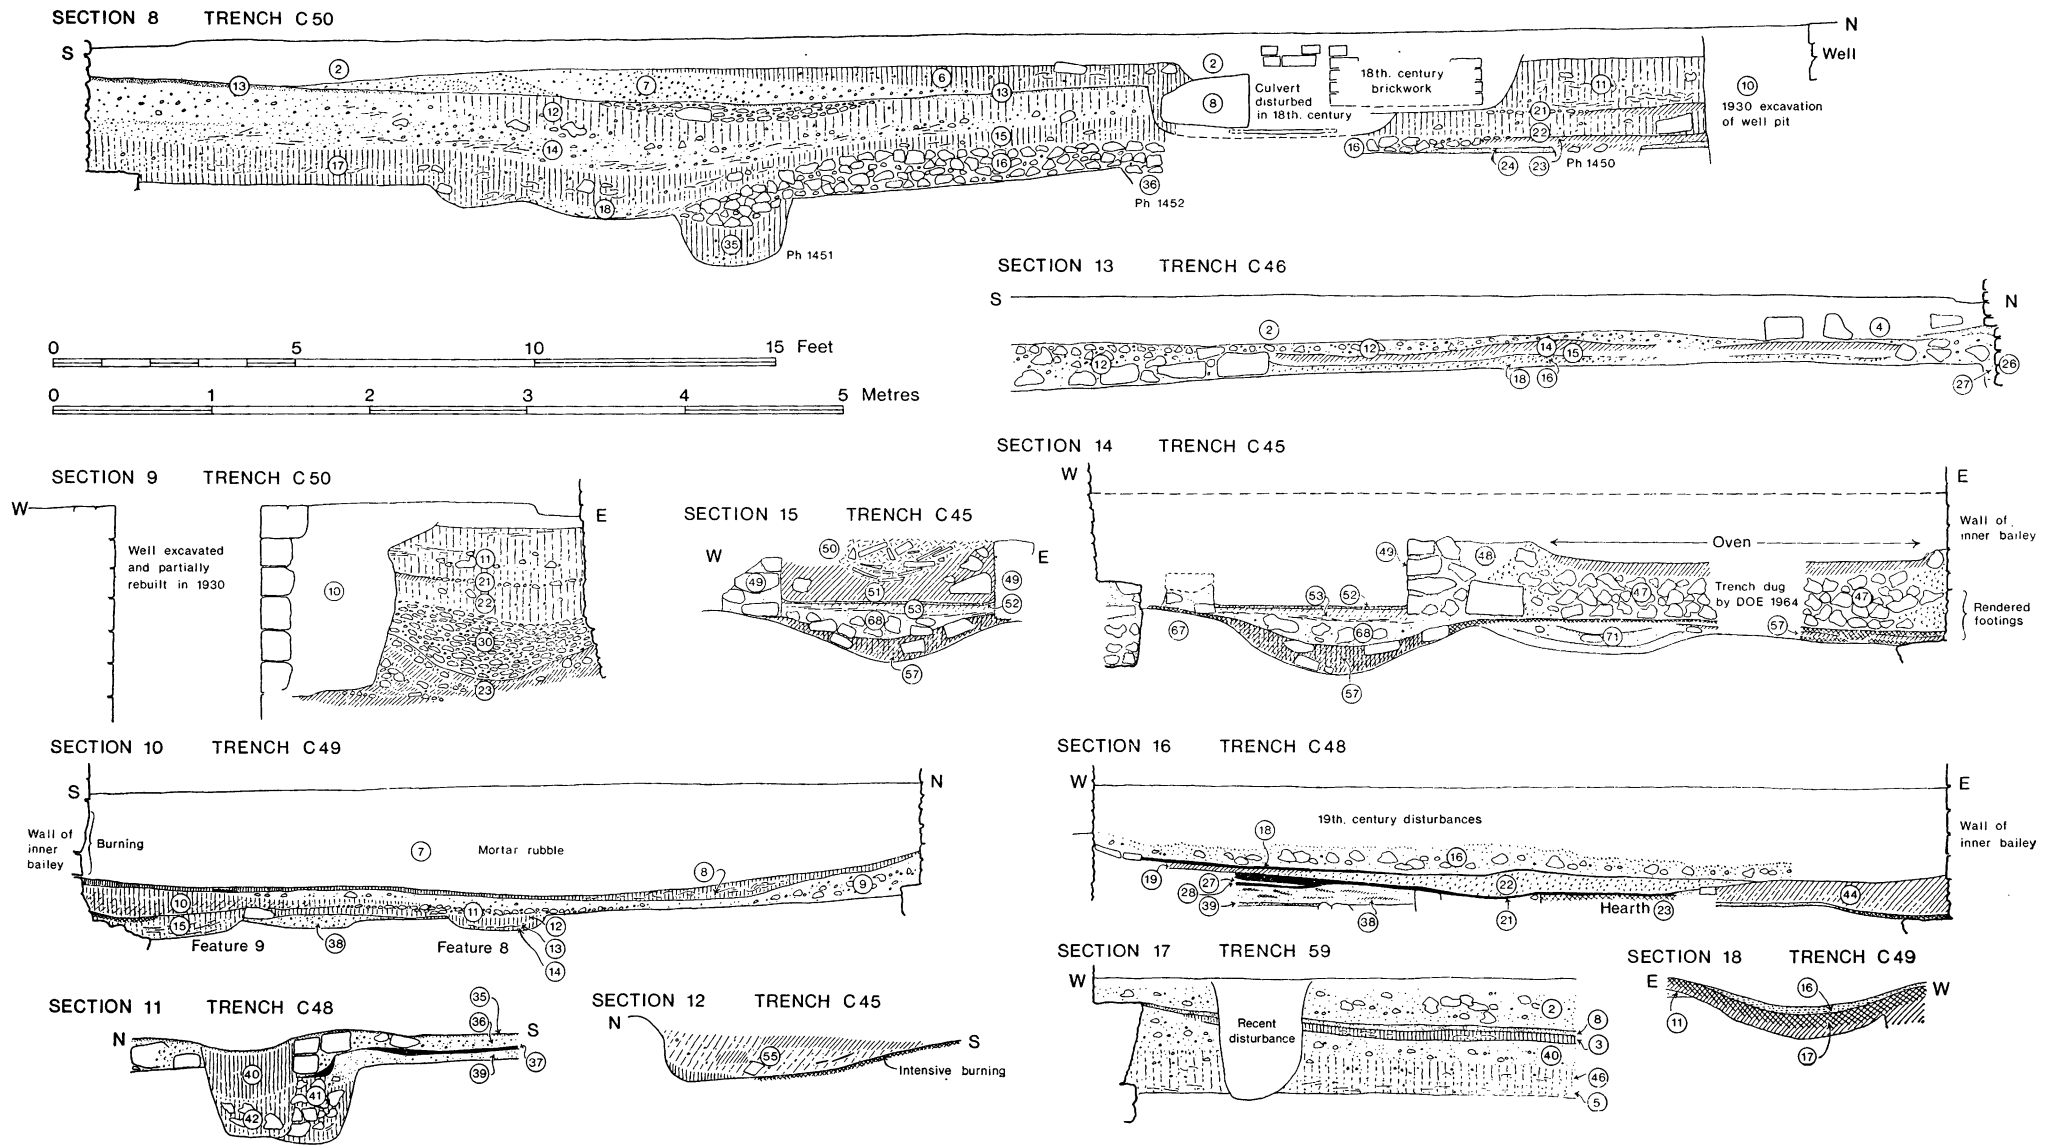 SECTION 8 TRENCH C50
S
N
Well
13
2
7
6
13
2
8
Culvert
disturbed
in 18th. century
18th. century
brickwork
11
10
1930 excavation
of well pit
12
14
17
18
15
16
35
Ph 1451
36
Ph 1452
16
21
22
24 23
Ph 1450
SECTION 13 TRENCH C46
S
N
2
4
12
12
14
15
18 16
27
26
0 5 10 15 Feet
0 1 2 3 4 5 Metres
SECTION 9 TRENCH C50
W
E
Well excavated
and partially
rebuilt in 1930
10
11
21
22
30
23
SECTION 15 TRENCH C45
W
E
50
49
51
49
52
53
68
57
SECTION 14 TRENCH C45
W
E
Wall of
inner bailey
49
48
Oven
53
52
47
Trench dug
by DOE 1964
47
Rendered
footings
67
68
71
57
57
SECTION 10 TRENCH C49
S
N
Wall of
inner
bailey
Burning
7
Mortar rubble
8
9
10
11
15
12
13
14
38
Feature 9
Feature 8
SECTION 16 TRENCH C48
W
E
19th. century disturbances
Wall of
inner bailey
18
16
19
27
28
39
22
44
38
21
Hearth 23
SECTION 11 TRENCH C48
N
S
35
36
37
39
40
41
42
SECTION 12 TRENCH C45
N
S
55
Intensive burning
SECTION 17 TRENCH 59
W
Recent
disturbance
2
8
3
40
46
5
SECTION 18 TRENCH C49
E
W
16
11
17